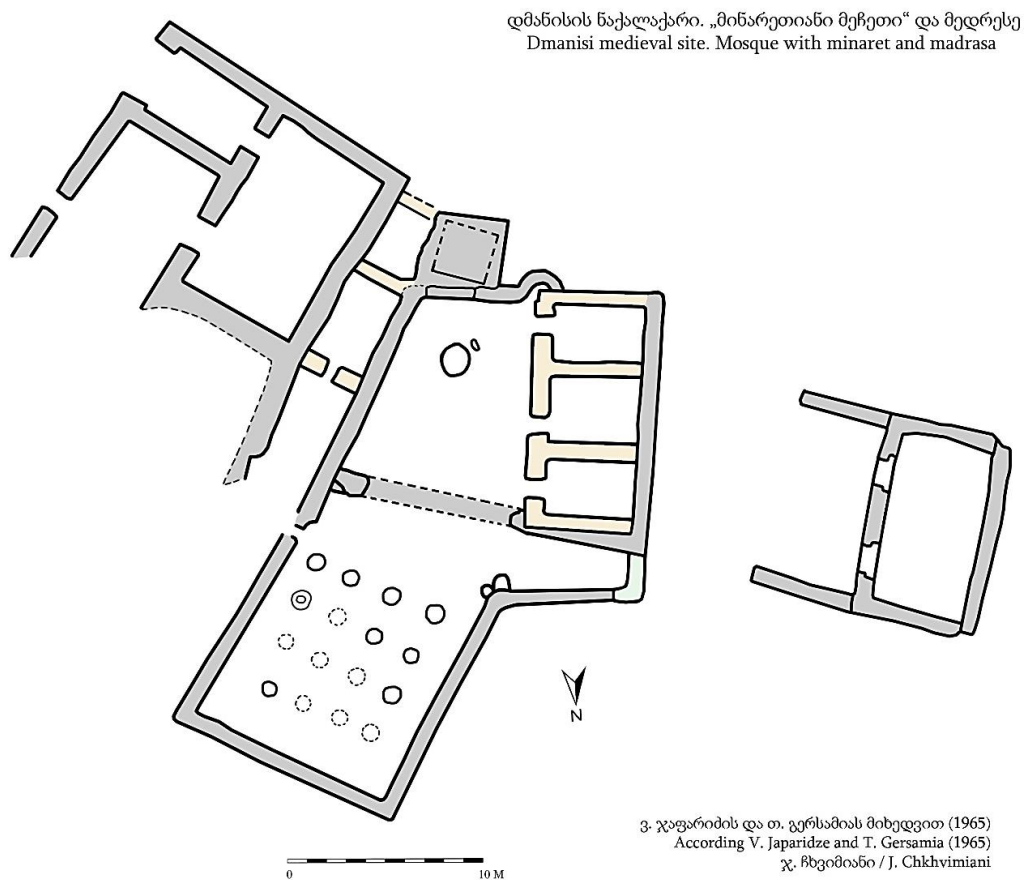 დმანისის ნაქალაქარი. „მინარეთიანი მეჩეთი“ და მედრესე
Dmanisi medieval site. Mosque with minaret and madrasa
N
ვ. ჯაფარიძის და თ. გერსამიას მიხედვით (1965)
According V. Japaridze and T. Gersamia (1965)
ჯ. ჩხვიმიანი / J. Chkhvimiani
0 10 M